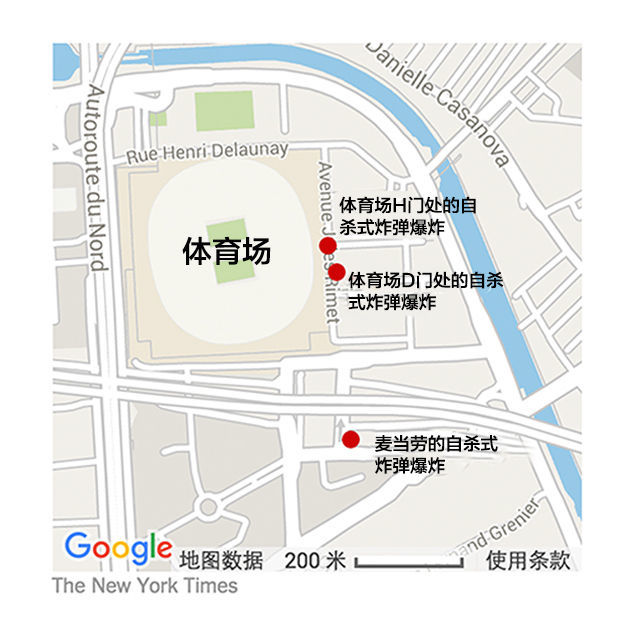 Danielle Casanova
Autoroute du Nord
Rue Henri Delaunay
Avenue Jules Rimet
体育场H门处的自
杀式炸弹爆炸
体育场
体育场D门处的自杀
式炸弹爆炸
麦当劳的自杀式
炸弹爆炸
Grenier
Google 地图数据 200 米 使用条款
The New York Times